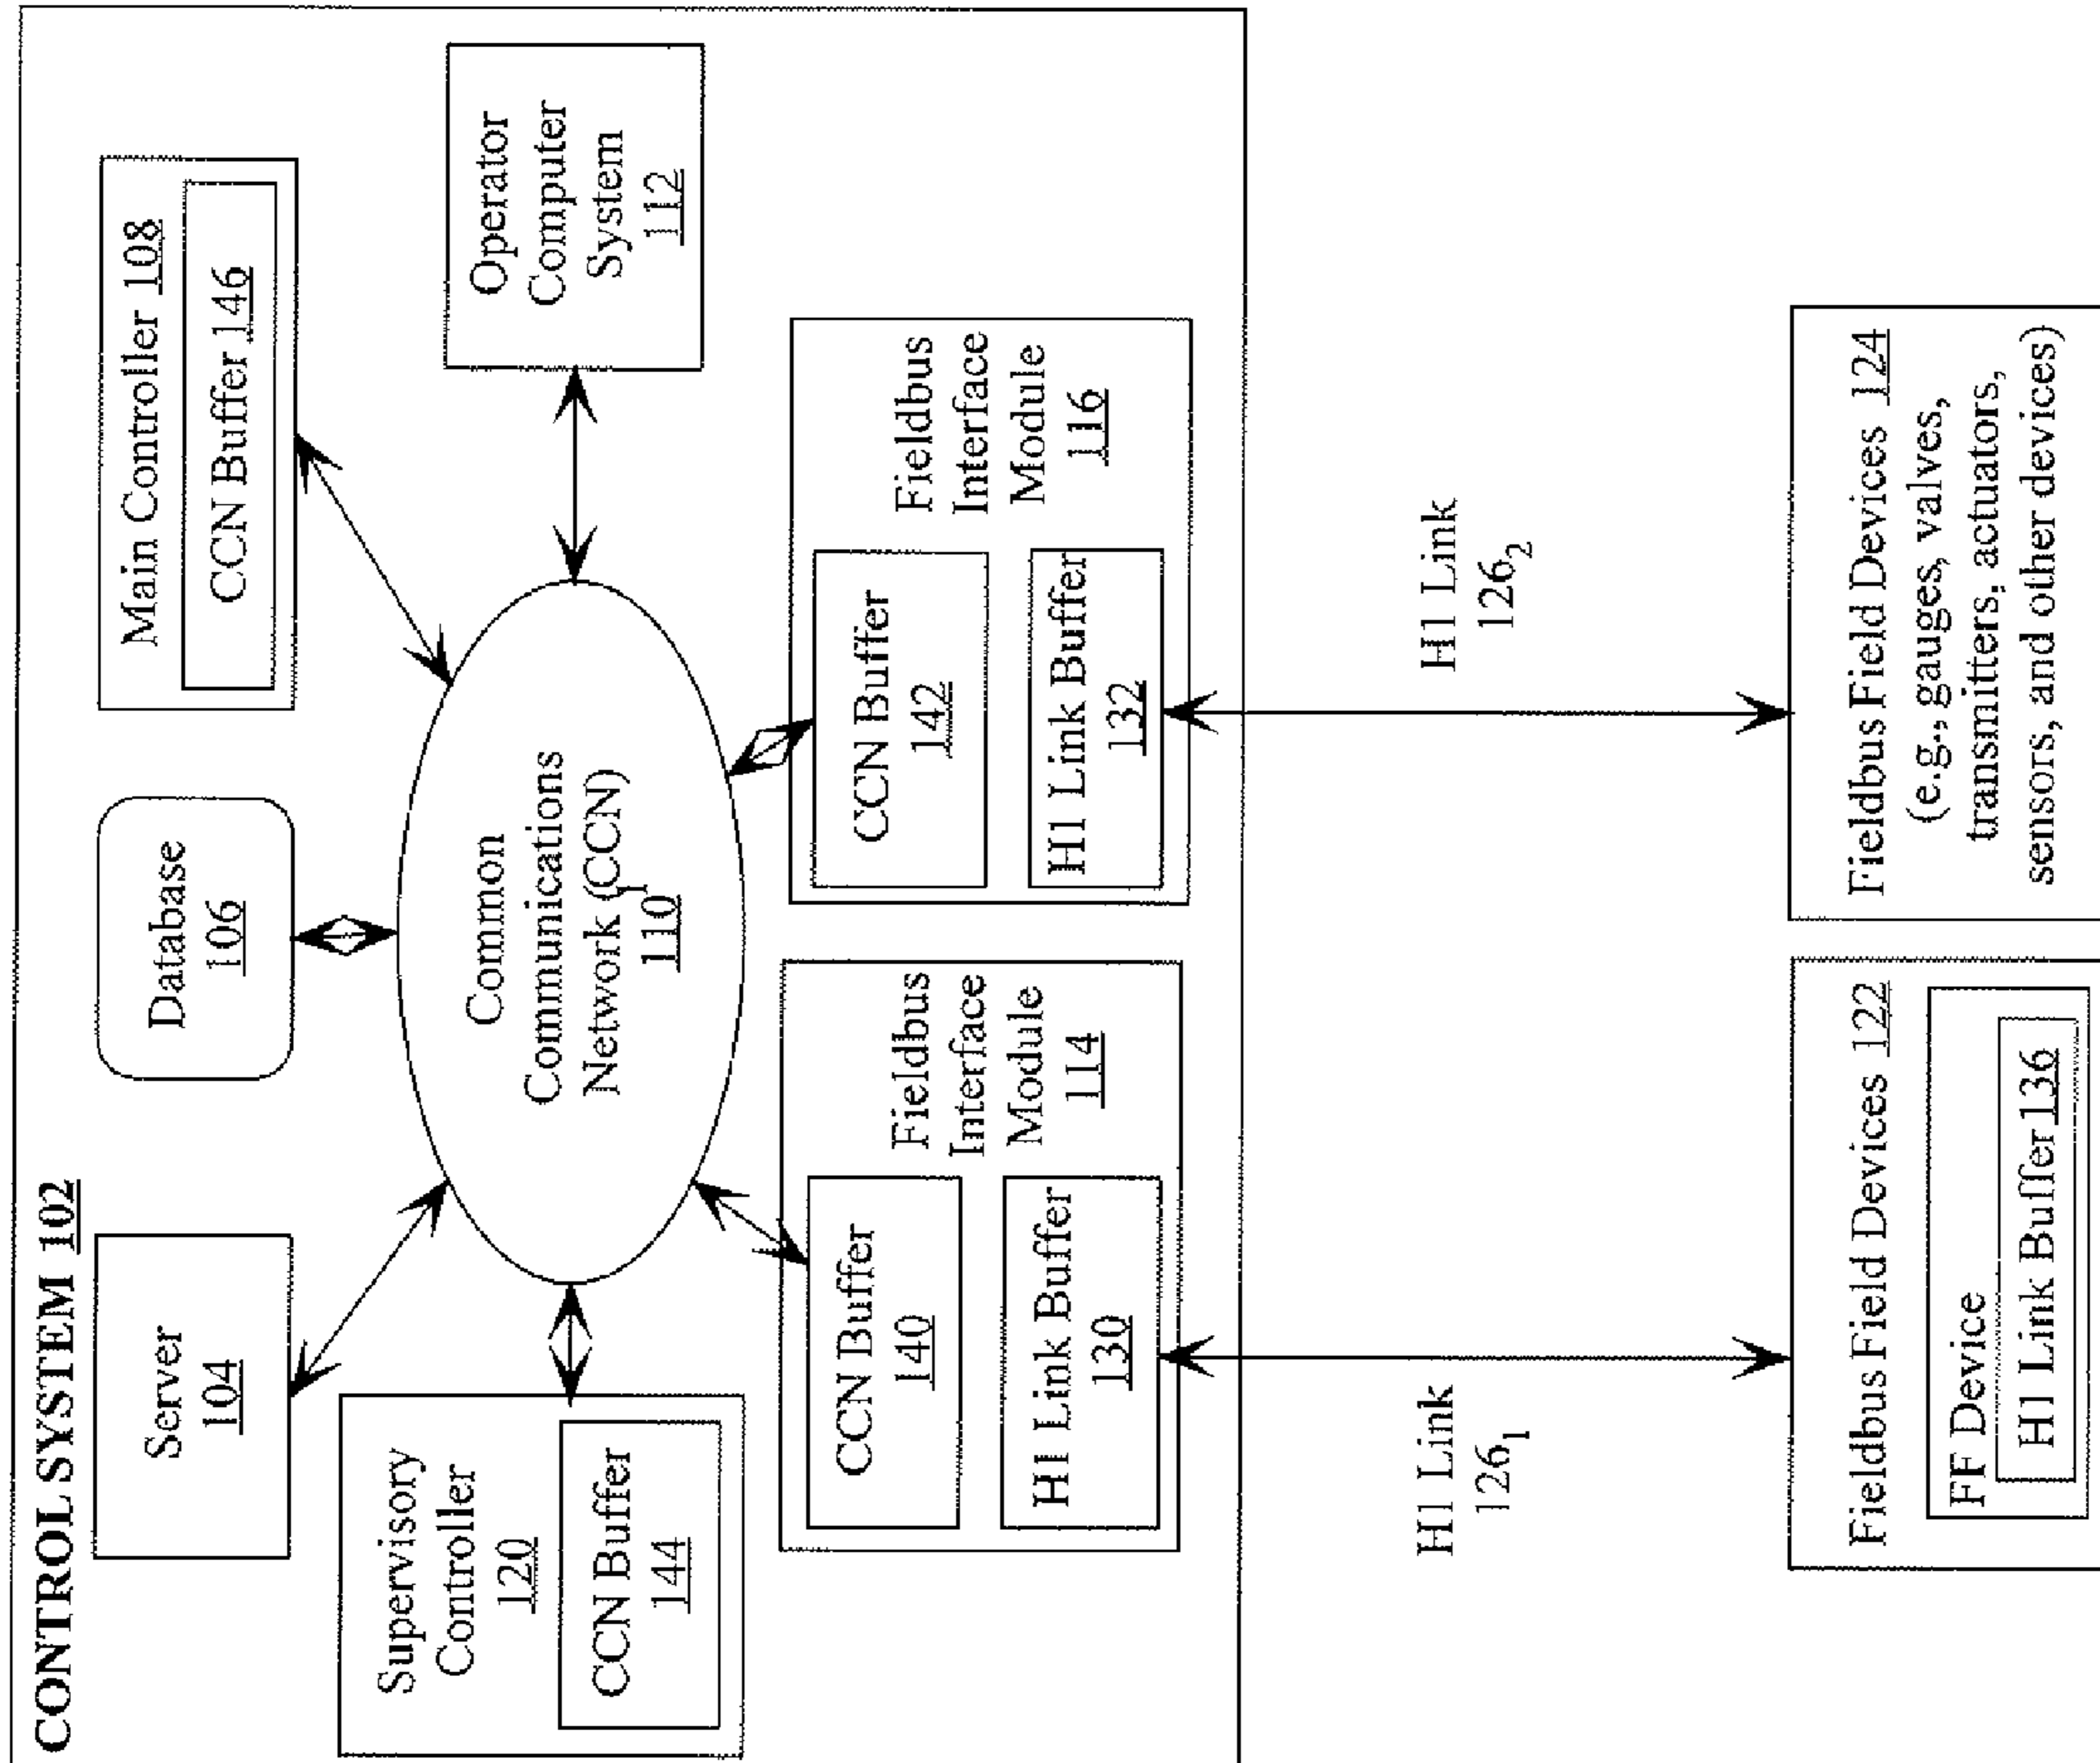 CONTROL SYSTEM 102
Server
104
Database
106
Main Controller 108
CCN Buffer 146
Supervisory
Controller
120
CCN Buffer
144
Common
Communications
Network (CCN)
110
Operator
Computer
System
112
CCN Buffer
140
H1 Link Buffer
130
Fieldbus
Interface
Module
114
CCN Buffer
142
H1 Link Buffer
132
Fieldbus
Interface
Module
116
H1 Link
126₁
H1 Link
126₂
Fieldbus Field Devices 122
FF Device
H1 Link Buffer 136
Fieldbus Field Devices 124
(e.g., gauges, valves,
transmitters, actuators,
sensors, and other devices)